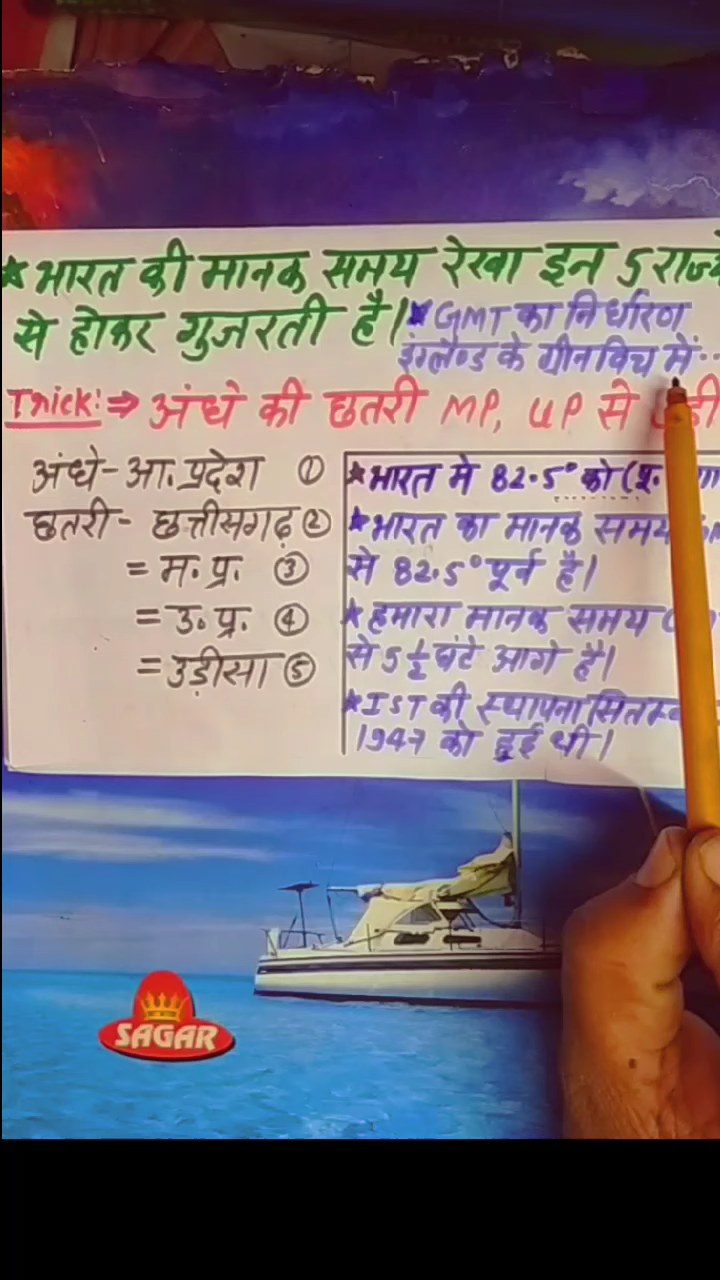 ★ भारत की मानक समय रेखा इन 5
से होकर गुजरती है।
★ GMT का निर्धारण
इंग्लैण्ड के ग्रीनविच में...
Trick:⇒ अंधे की छतरी MP, UP से
अंधे- आ. प्रदेश ①
छतरी - छत्तीसगढ़ ②
= म. प्र. ③
= उ. प्र. ④
= उड़ीसा ⑤
★ भारत मे 82.5° को (पू.
★ भारत का मानक समय
से 82.5° पूर्व है।
★ हमारा मानक समय
से 5 1/2 घंटे आगे है।
★ IST की स्थापना
1947 को हुई थी।
SAGAR